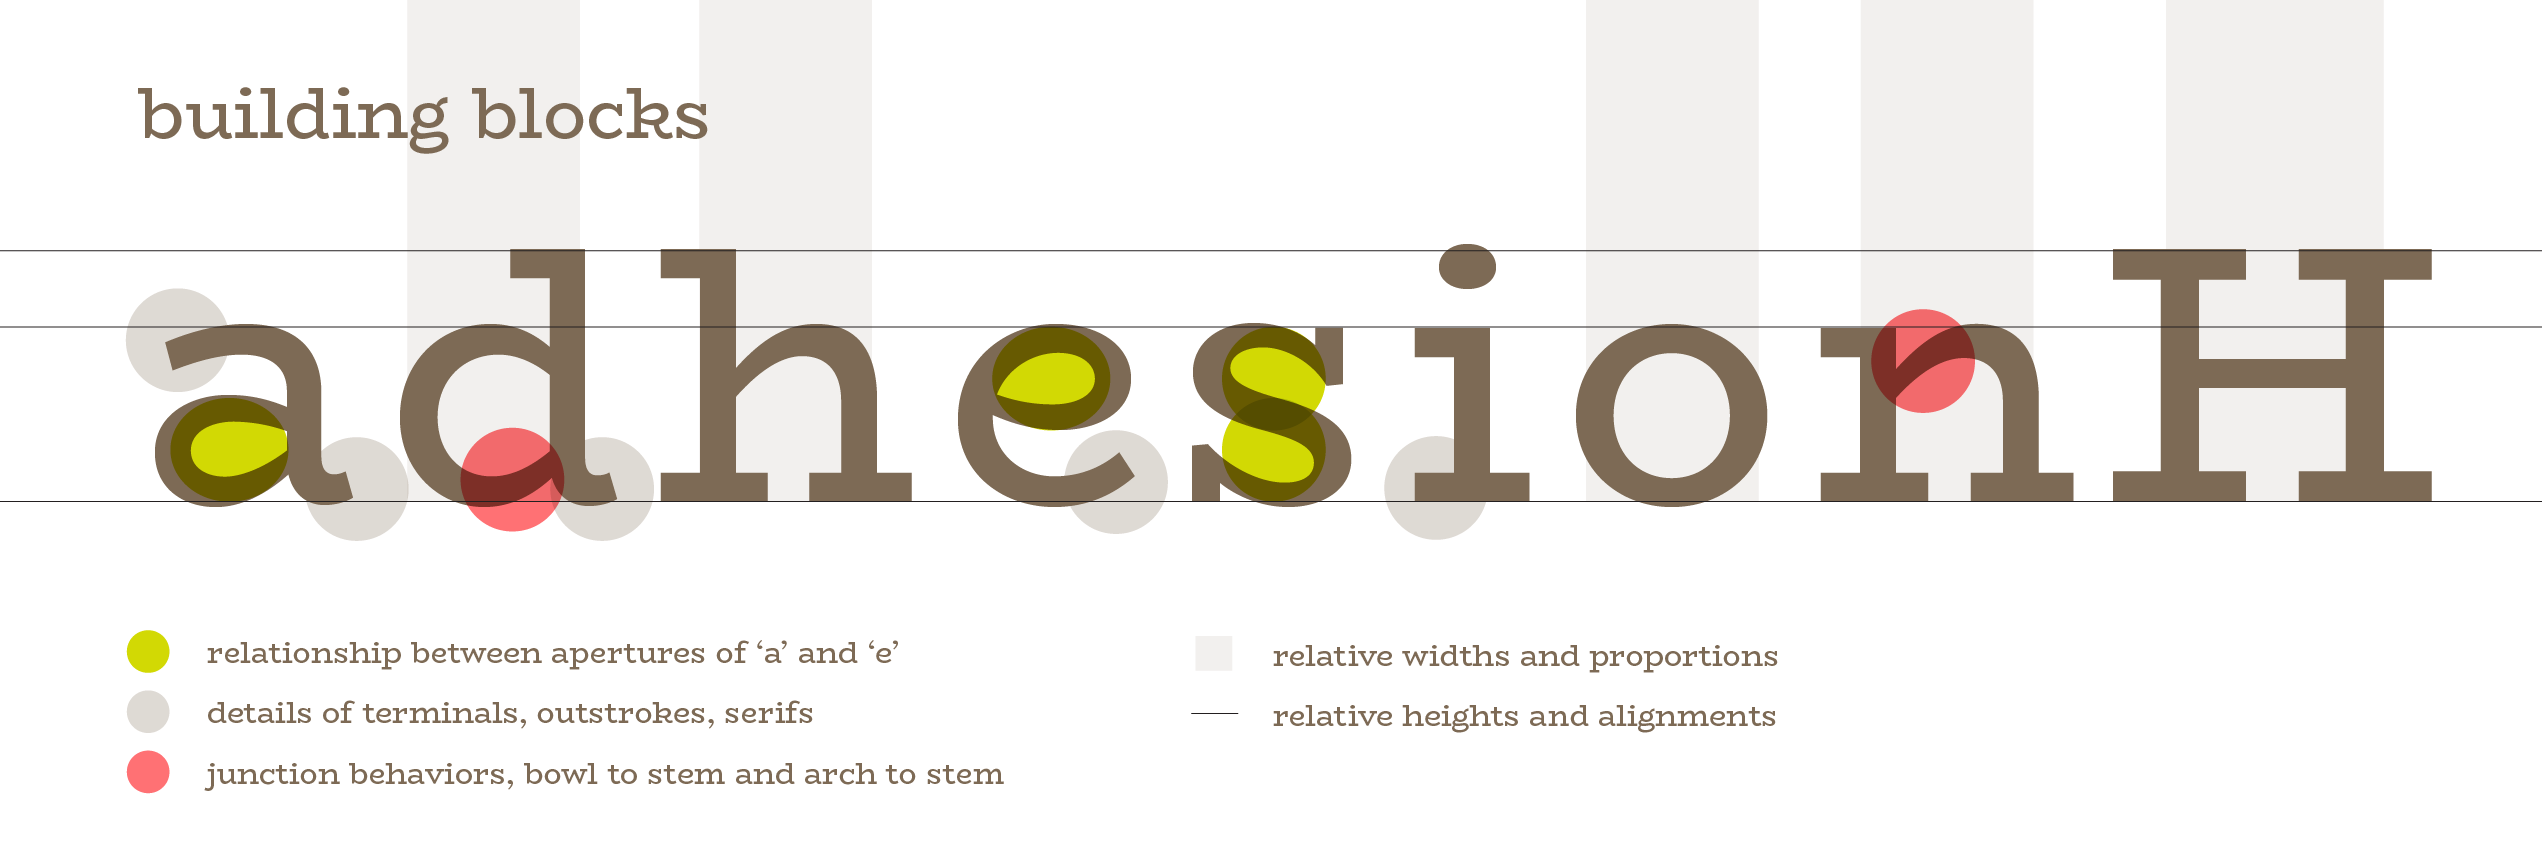 building blocks
adhesionH
relationship between apertures of ‘a’ and ‘e’
details of terminals, outstrokes, serifs
junction behaviors, bowl to stem and arch to stem
relative widths and proportions
relative heights and alignments